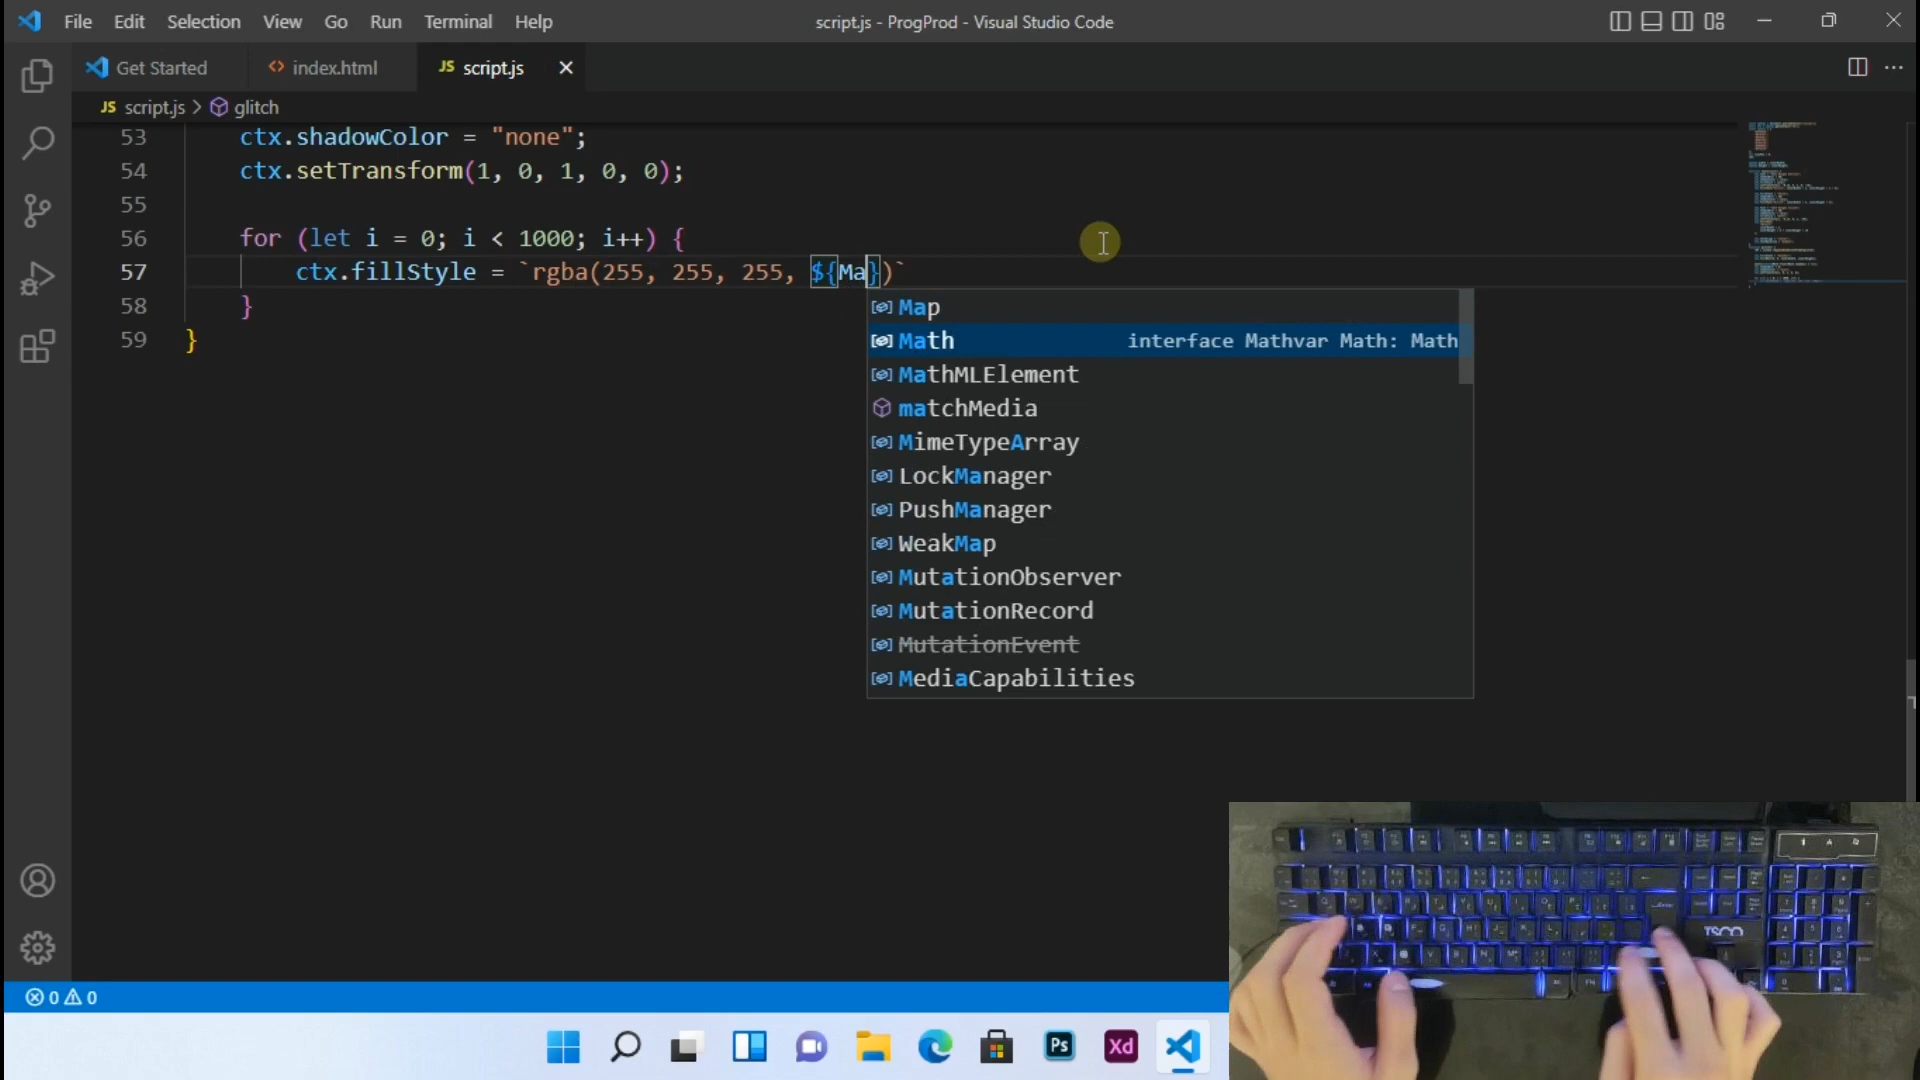 File Edit Selection View Go Run Terminal Help
script.js - ProgProd - Visual Studio Code
Get Started
index.html
JS script.js
JS script.js > glitch
53 ctx.shadowColor = "none";
54 ctx.setTransform(1, 0, 1, 0, 0);
55
56 for (let i = 0; i < 1000; i++) {
57 ctx.fillStyle = `rgba(255, 255, 255, ${Ma})`
58 }
59 }
Map
Math interface Mathvar Math: Math
MathMLElement
matchMedia
MimeTypeArray
LockManager
PushManager
WeakMap
MutationObserver
MutationRecord
MutationEvent
MediaCapabilities
0 0
Ps
Xd
TSCO